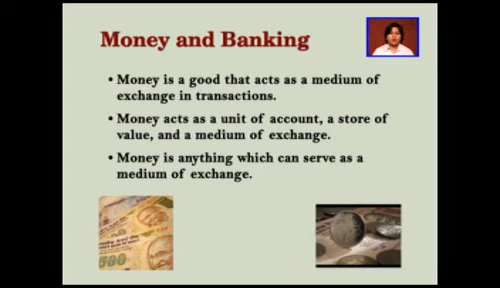 Money and Banking
• Money is a good that acts as a medium of
exchange in transactions.
• Money acts as a unit of account, a store of
value, and a medium of exchange.
• Money is anything which can serve as a
medium of exchange.
500